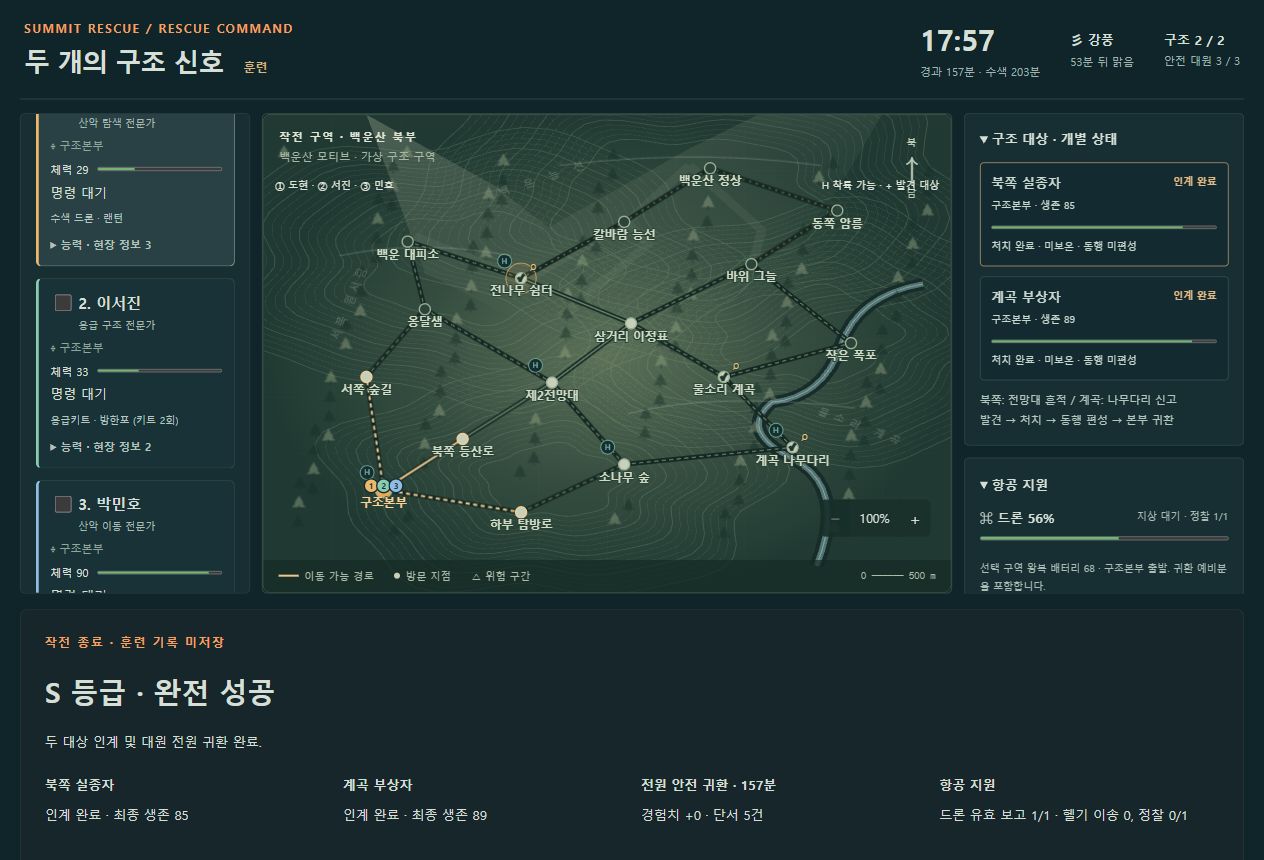 SUMMIT RESCUE / RESCUE COMMAND
두 개의 구조 신호 훈련
17:57
경과 157분 · 수색 203분
강풍
53분 뒤 맑음
구조 2 / 2
안전 대원 3 / 3
산악 탐색 전문가
⌖ 구조본부
체력 29
명령 대기
수색 드론 · 랜턴
▶ 능력 · 현장 정보 3
2. 이서진
응급 구조 전문가
⌖ 구조본부
체력 33
명령 대기
응급키트 · 방한포 (키트 2회)
▶ 능력 · 현장 정보 2
3. 박민호
산악 이동 전문가
⌖ 구조본부
체력 90
작전 구역 · 백운산 북부
백운산 모티브 · 가상 구조 구역
① 도현 · ② 서진 · ③ 민호
북
H 착륙 가능 · + 발견 대상
백운산 정상
동쪽 암릉
칼바람 능선
백운 대피소
H
전나무 쉼터
바위 그늘
옹달샘
삼거리 이정표
작은 폭포
H
서쪽 숲길
제2전망대
물소리 계곡
북쪽 등산로
H
계곡 나무다리
H
소나무 숲
H
1 2 3
구조본부
하부 탐방로
− 100% +
이동 가능 경로
방문 지점
△ 위험 구간
0 500 m
▼ 구조 대상 · 개별 상태
북쪽 실종자 인계 완료
구조본부 · 생존 85
처치 완료 · 미보온 · 동행 미편성
계곡 부상자 인계 완료
구조본부 · 생존 89
처치 완료 · 미보온 · 동행 미편성
북쪽: 전망대 흔적 / 계곡: 나무다리 신고
발견 → 처치 → 동행 편성 → 본부 귀환
▼ 항공 지원
⌘ 드론 56% 지상 대기 · 정찰 1/1
선택 구역 왕복 배터리 68 · 구조본부 출발. 귀환 예비분
을 포함합니다.
작전 종료 · 훈련 기록 미저장
S 등급 · 완전 성공
두 대상 인계 및 대원 전원 귀환 완료.
북쪽 실종자
인계 완료 · 최종 생존 85
계곡 부상자
인계 완료 · 최종 생존 89
전원 안전 귀환 · 157분
경험치 +0 · 단서 5건
항공 지원
드론 유효 보고 1/1 · 헬기 이송 0, 정찰 0/1